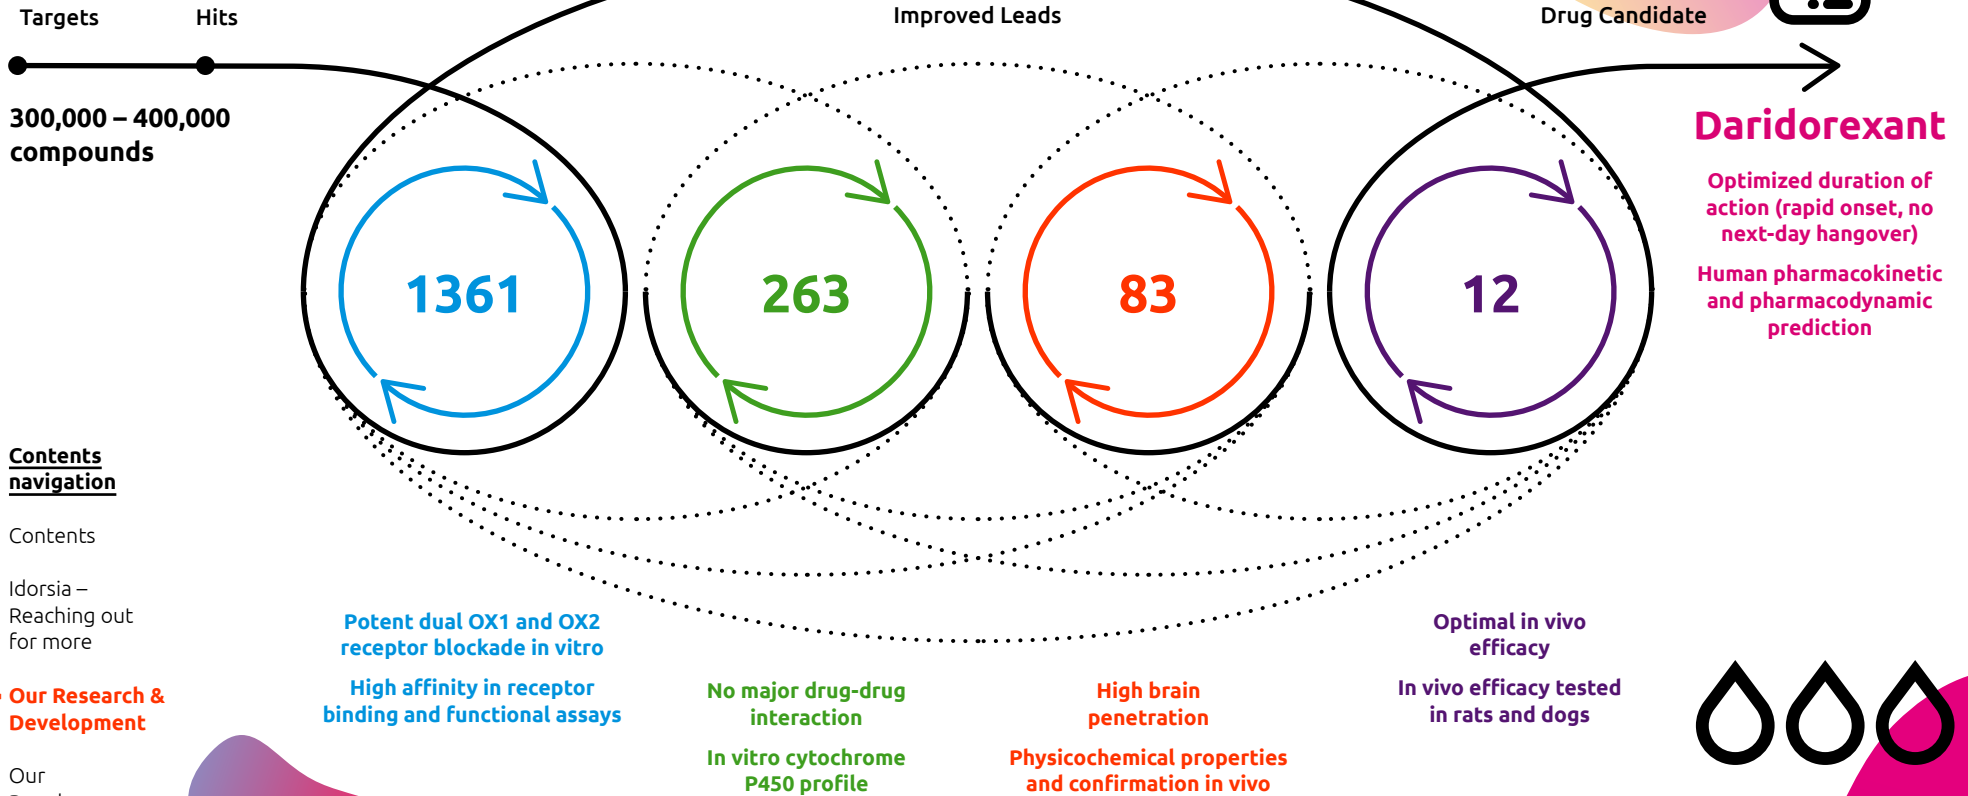 Targets
Hits
Improved Leads
Drug Candidate
300,000 – 400,000
compounds
1361
263
83
12
Daridorexant
Optimized duration of
action (rapid onset, no
next-day hangover)
Human pharmacokinetic
and pharmacodynamic
prediction
Contents
navigation
Contents
Idorsia –
Reaching out
for more
Our Research &
Development
Our
Potent dual OX1 and OX2
receptor blockade in vitro
High affinity in receptor
binding and functional assays
No major drug-drug
interaction
In vitro cytochrome
P450 profile
High brain
penetration
Physicochemical properties
and confirmation in vivo
Optimal in vivo
efficacy
In vivo efficacy tested
in rats and dogs